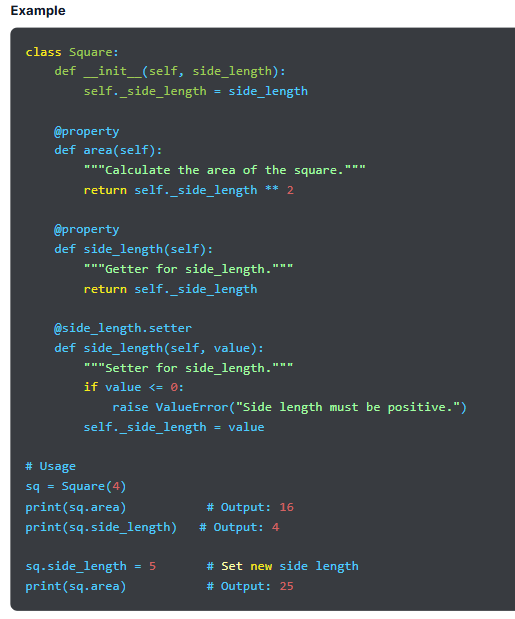 Example
class Square:
    def __init__(self, side_length):
        self._side_length = side_length

    @property
    def area(self):
        """Calculate the area of the square."""
        return self._side_length ** 2

    @property
    def side_length(self):
        """Getter for side_length."""
        return self._side_length

    @side_length.setter
    def side_length(self, value):
        """Setter for side_length."""
        if value <= 0:
            raise ValueError("Side length must be positive.")
        self._side_length = value

# Usage
sq = Square(4)
print(sq.area)           # Output: 16
print(sq.side_length)   # Output: 4

sq.side_length = 5       # Set new side length
print(sq.area)           # Output: 25